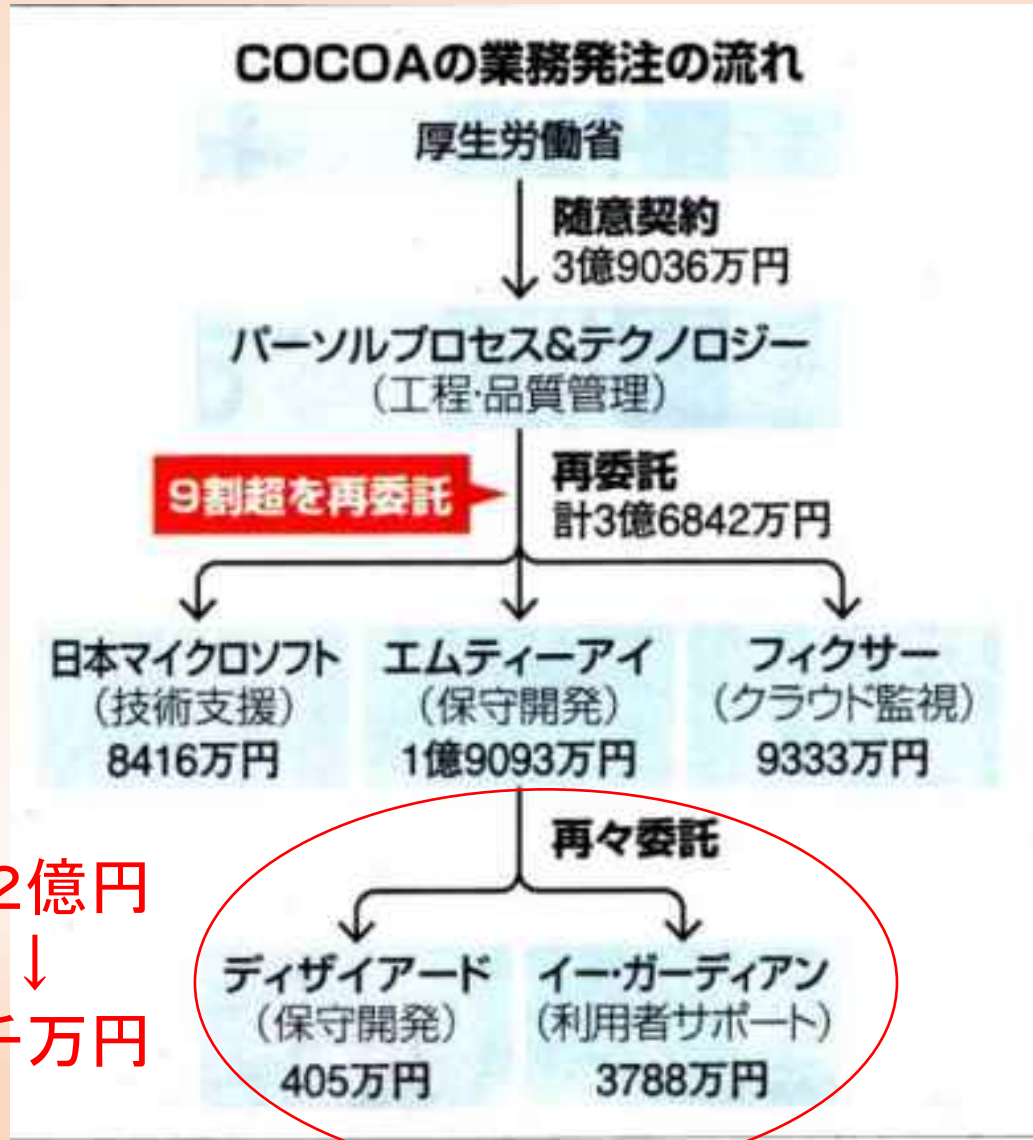 COCOAの業務発注の流れ
厚生労働省
随意契約
3億9036万円
パーソルプロセス&テクノロジー
(工程・品質管理)
9割超を再委託
再委託
計3億6842万円
日本マイクロソフト
(技術支援)
8416万円
エムティーアイ
(保守開発)
1億9093万円
フィクサー
(クラウド監視)
9333万円
再々委託
2億円
↓
千万円
ディザイアード
(保守開発)
405万円
イー・ガーディアン
(利用者サポート)
3788万円